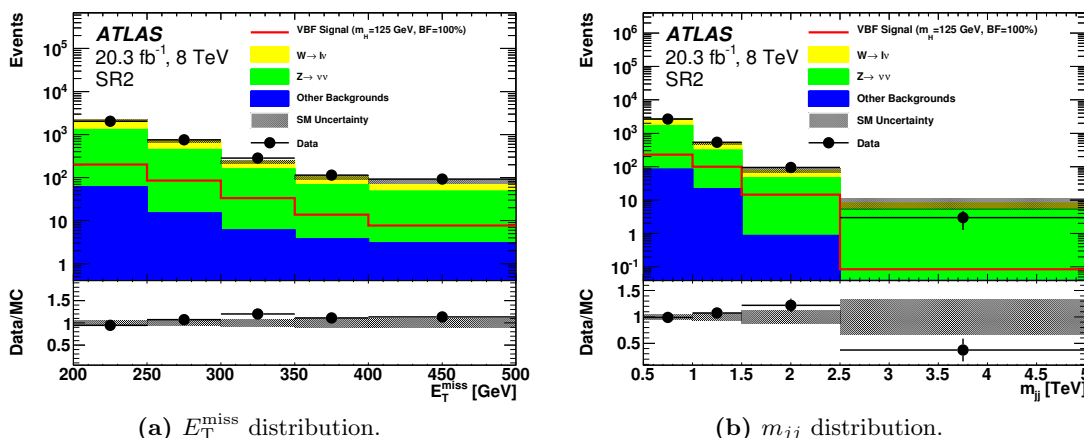 Events
10⁵
10⁴
10³
10²
10
1
ATLAS
20.3 fb⁻¹, 8 TeV
SR2
VBF Signal (m_H=125 GeV, BF=100%)
W→ lν
Z→ νν
Other Backgrounds
SM Uncertainty
Data
Data/MC
1.5
1
0.5
200 250 300 350 400 450 500
E_T^miss [GeV]
(a) E_T^miss distribution.
Events
10⁶
10⁵
10⁴
10³
10²
10
1
10⁻¹
ATLAS
20.3 fb⁻¹, 8 TeV
SR2
VBF Signal (m_H=125 GeV, BF=100%)
W→ lν
Z→ νν
Other Backgrounds
SM Uncertainty
Data
Data/MC
1.5
1
0.5
0.5 1 1.5 2 2.5 3 3.5 4 4.5 5
m_jj [TeV]
(b) m_jj distribution.